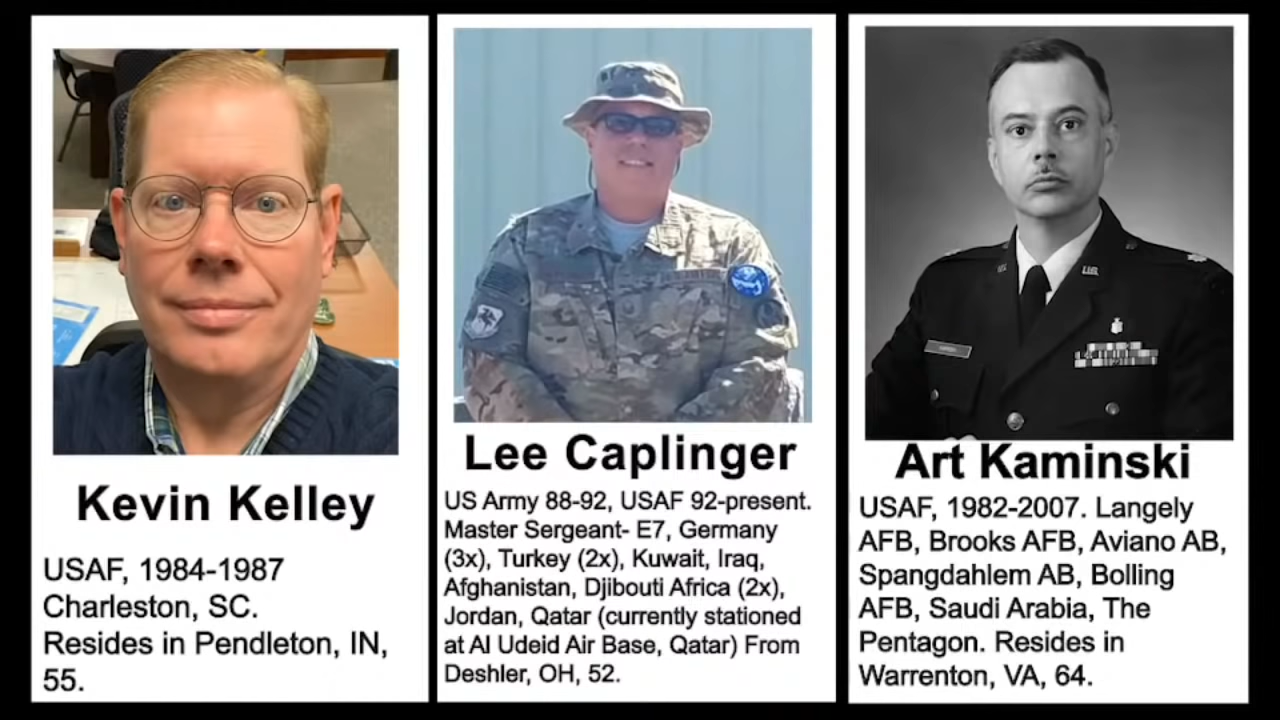 Kevin Kelley
USAF, 1984-1987
Charleston, SC.
Resides in Pendleton, IN,
55.
Lee Caplinger
US Army 88-92, USAF 92-present.
Master Sergeant- E7, Germany
(3x), Turkey (2x), Kuwait, Iraq,
Afghanistan, Djibouti Africa (2x),
Jordan, Qatar (currently stationed
at Al Udeid Air Base, Qatar) From
Deshler, OH, 52.
Art Kaminski
USAF, 1982-2007. Langely
AFB, Brooks AFB, Aviano AB,
Spangdahlem AB, Bolling
AFB, Saudi Arabia, The
Pentagon. Resides in
Warrenton, VA, 64.